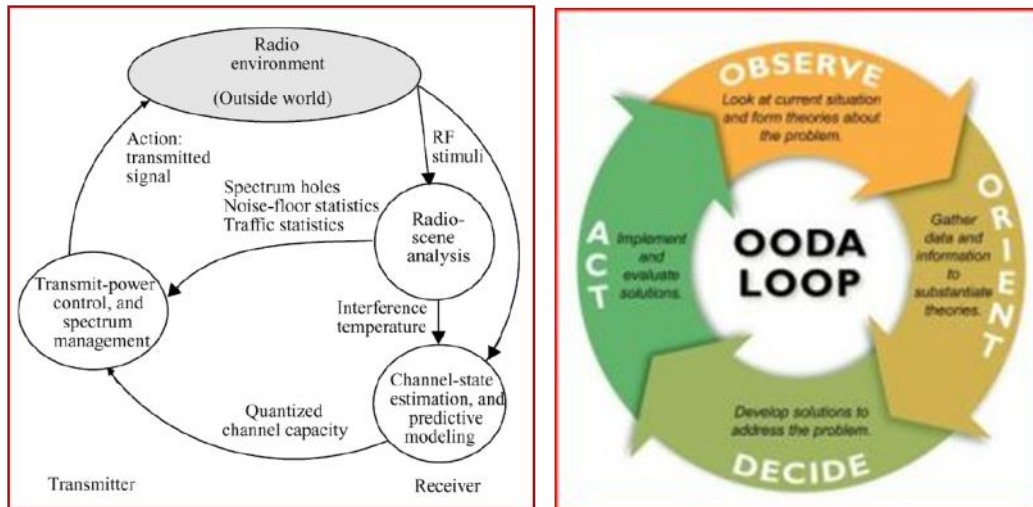 Radio
environment
(Outside world)
Action:
transmitted
signal
RF
stimuli
Spectrum holes
Noise-floor statistics
Traffic statistics
Radio-
scene
analysis
Transmit-power
control, and
spectrum
management
Interference
temperature
Channel-state
estimation, and
predictive
modeling
Quantized
channel capacity
Transmitter
Receiver
OBSERVE
Look at current situation
and form theories about
the problem.
ORIENT
Gather
data and
information
to
substantiate
theories.
OODA
LOOP
ACT
Implement
and
evaluate
solutions.
Develop solutions to
address the problem.
DECIDE